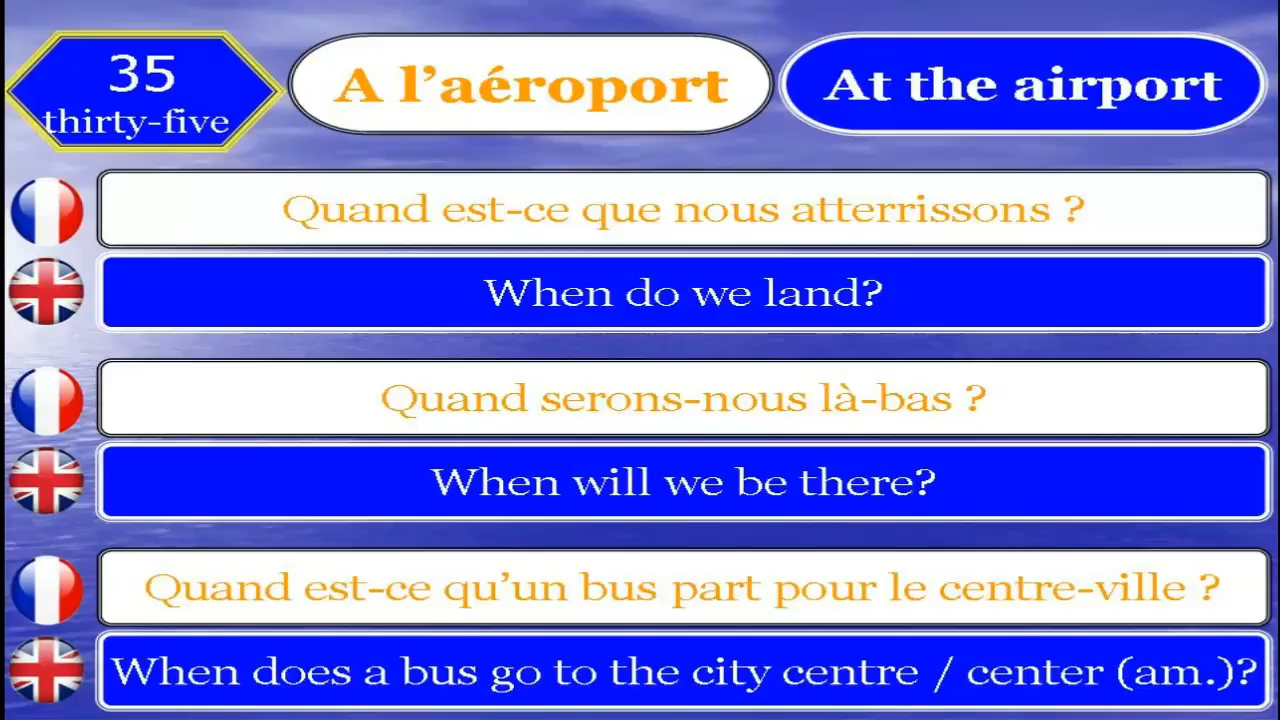 35
thirty-five
A l’aéroport
At the airport
Quand est-ce que nous atterrissons ?
When do we land?
Quand serons-nous là-bas ?
When will we be there?
Quand est-ce qu’un bus part pour le centre-ville ?
When does a bus go to the city centre / center (am.)?